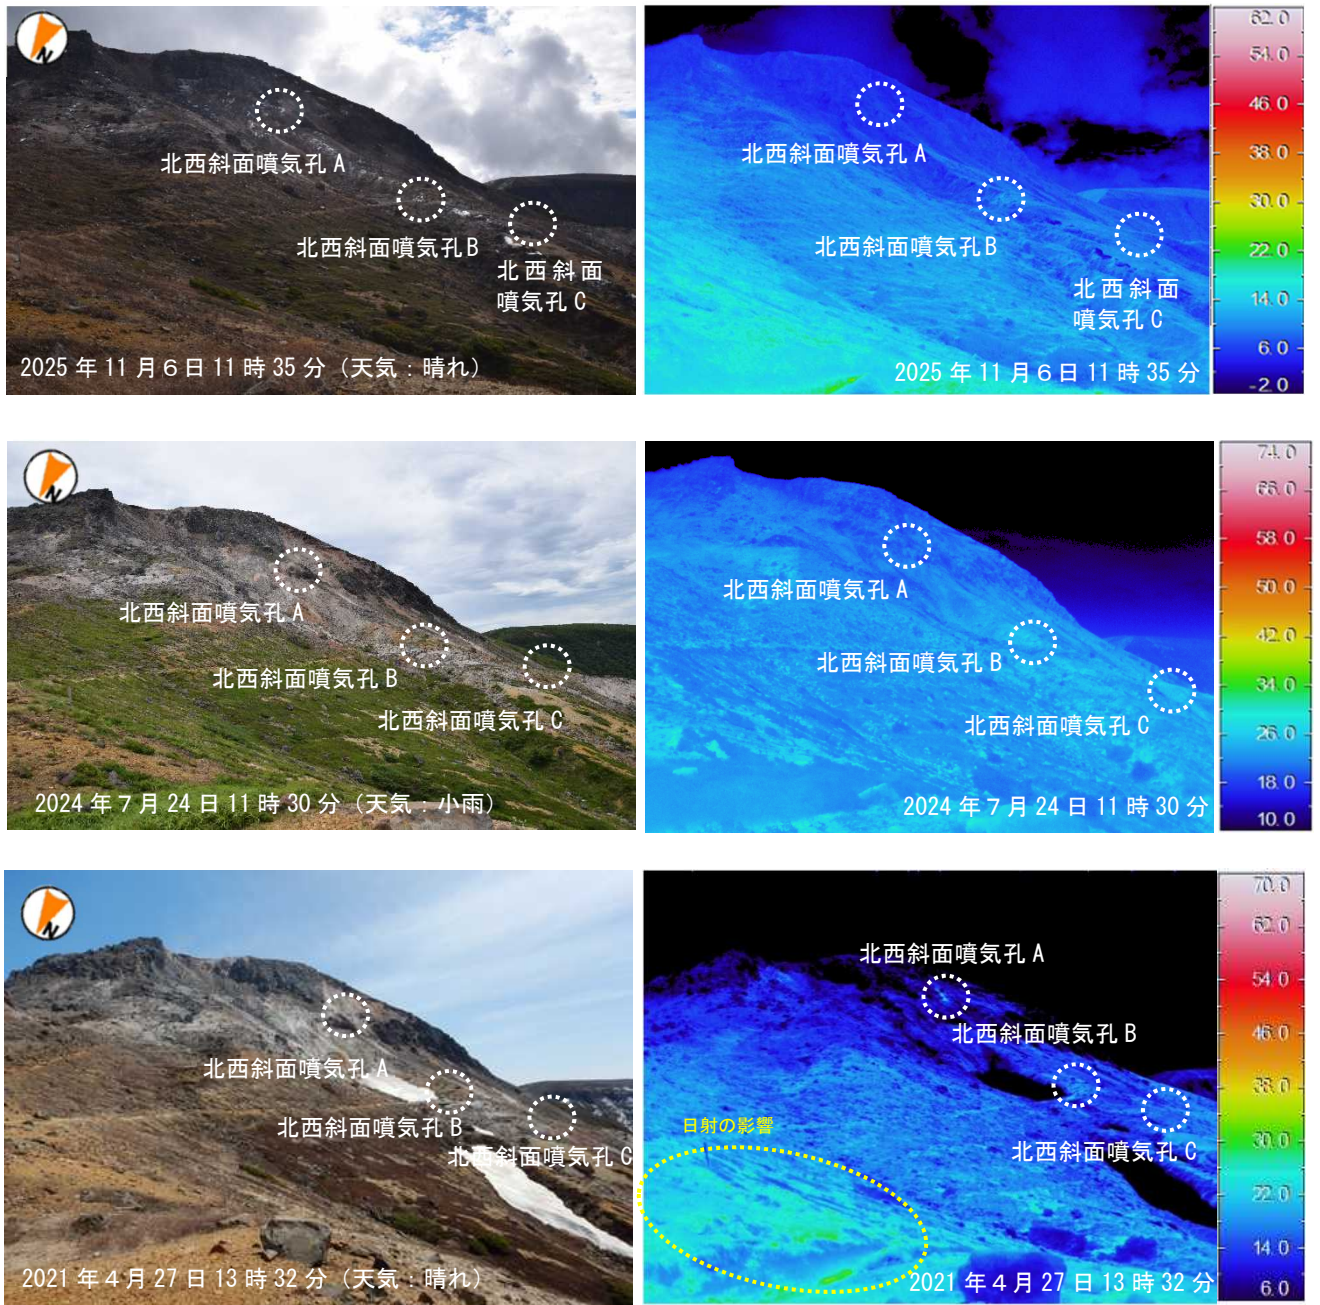 N
北西斜面噴気孔 A
北西斜面噴気孔 B
北西斜面
噴気孔 C
2025 年 11 月 6 日 11 時 35 分（天気：晴れ）
北西斜面噴気孔 A
北西斜面噴気孔 B
北西斜面
噴気孔 C
2025 年 11 月 6 日 11 時 35 分
62.0
54.0
46.0
38.0
30.0
22.0
14.0
6.0
-2.0
N
北西斜面噴気孔 A
北西斜面噴気孔 B
北西斜面噴気孔 C
2024 年 7 月 24 日 11 時 30 分（天気：小雨）
北西斜面噴気孔 A
北西斜面噴気孔 B
北西斜面噴気孔 C
2024 年 7 月 24 日 11 時 30 分
74.0
66.0
58.0
50.0
42.0
34.0
26.0
18.0
10.0
N
北西斜面噴気孔 A
北西斜面噴気孔 B
北西斜面噴気孔 C
2021 年 4 月 27 日 13 時 32 分（天気：晴れ）
北西斜面噴気孔 A
北西斜面噴気孔 B
日射の影響
北西斜面噴気孔 C
2021 年 4 月 27 日 13 時 32 分
70.0
62.0
54.0
46.0
38.0
30.0
22.0
14.0
6.0